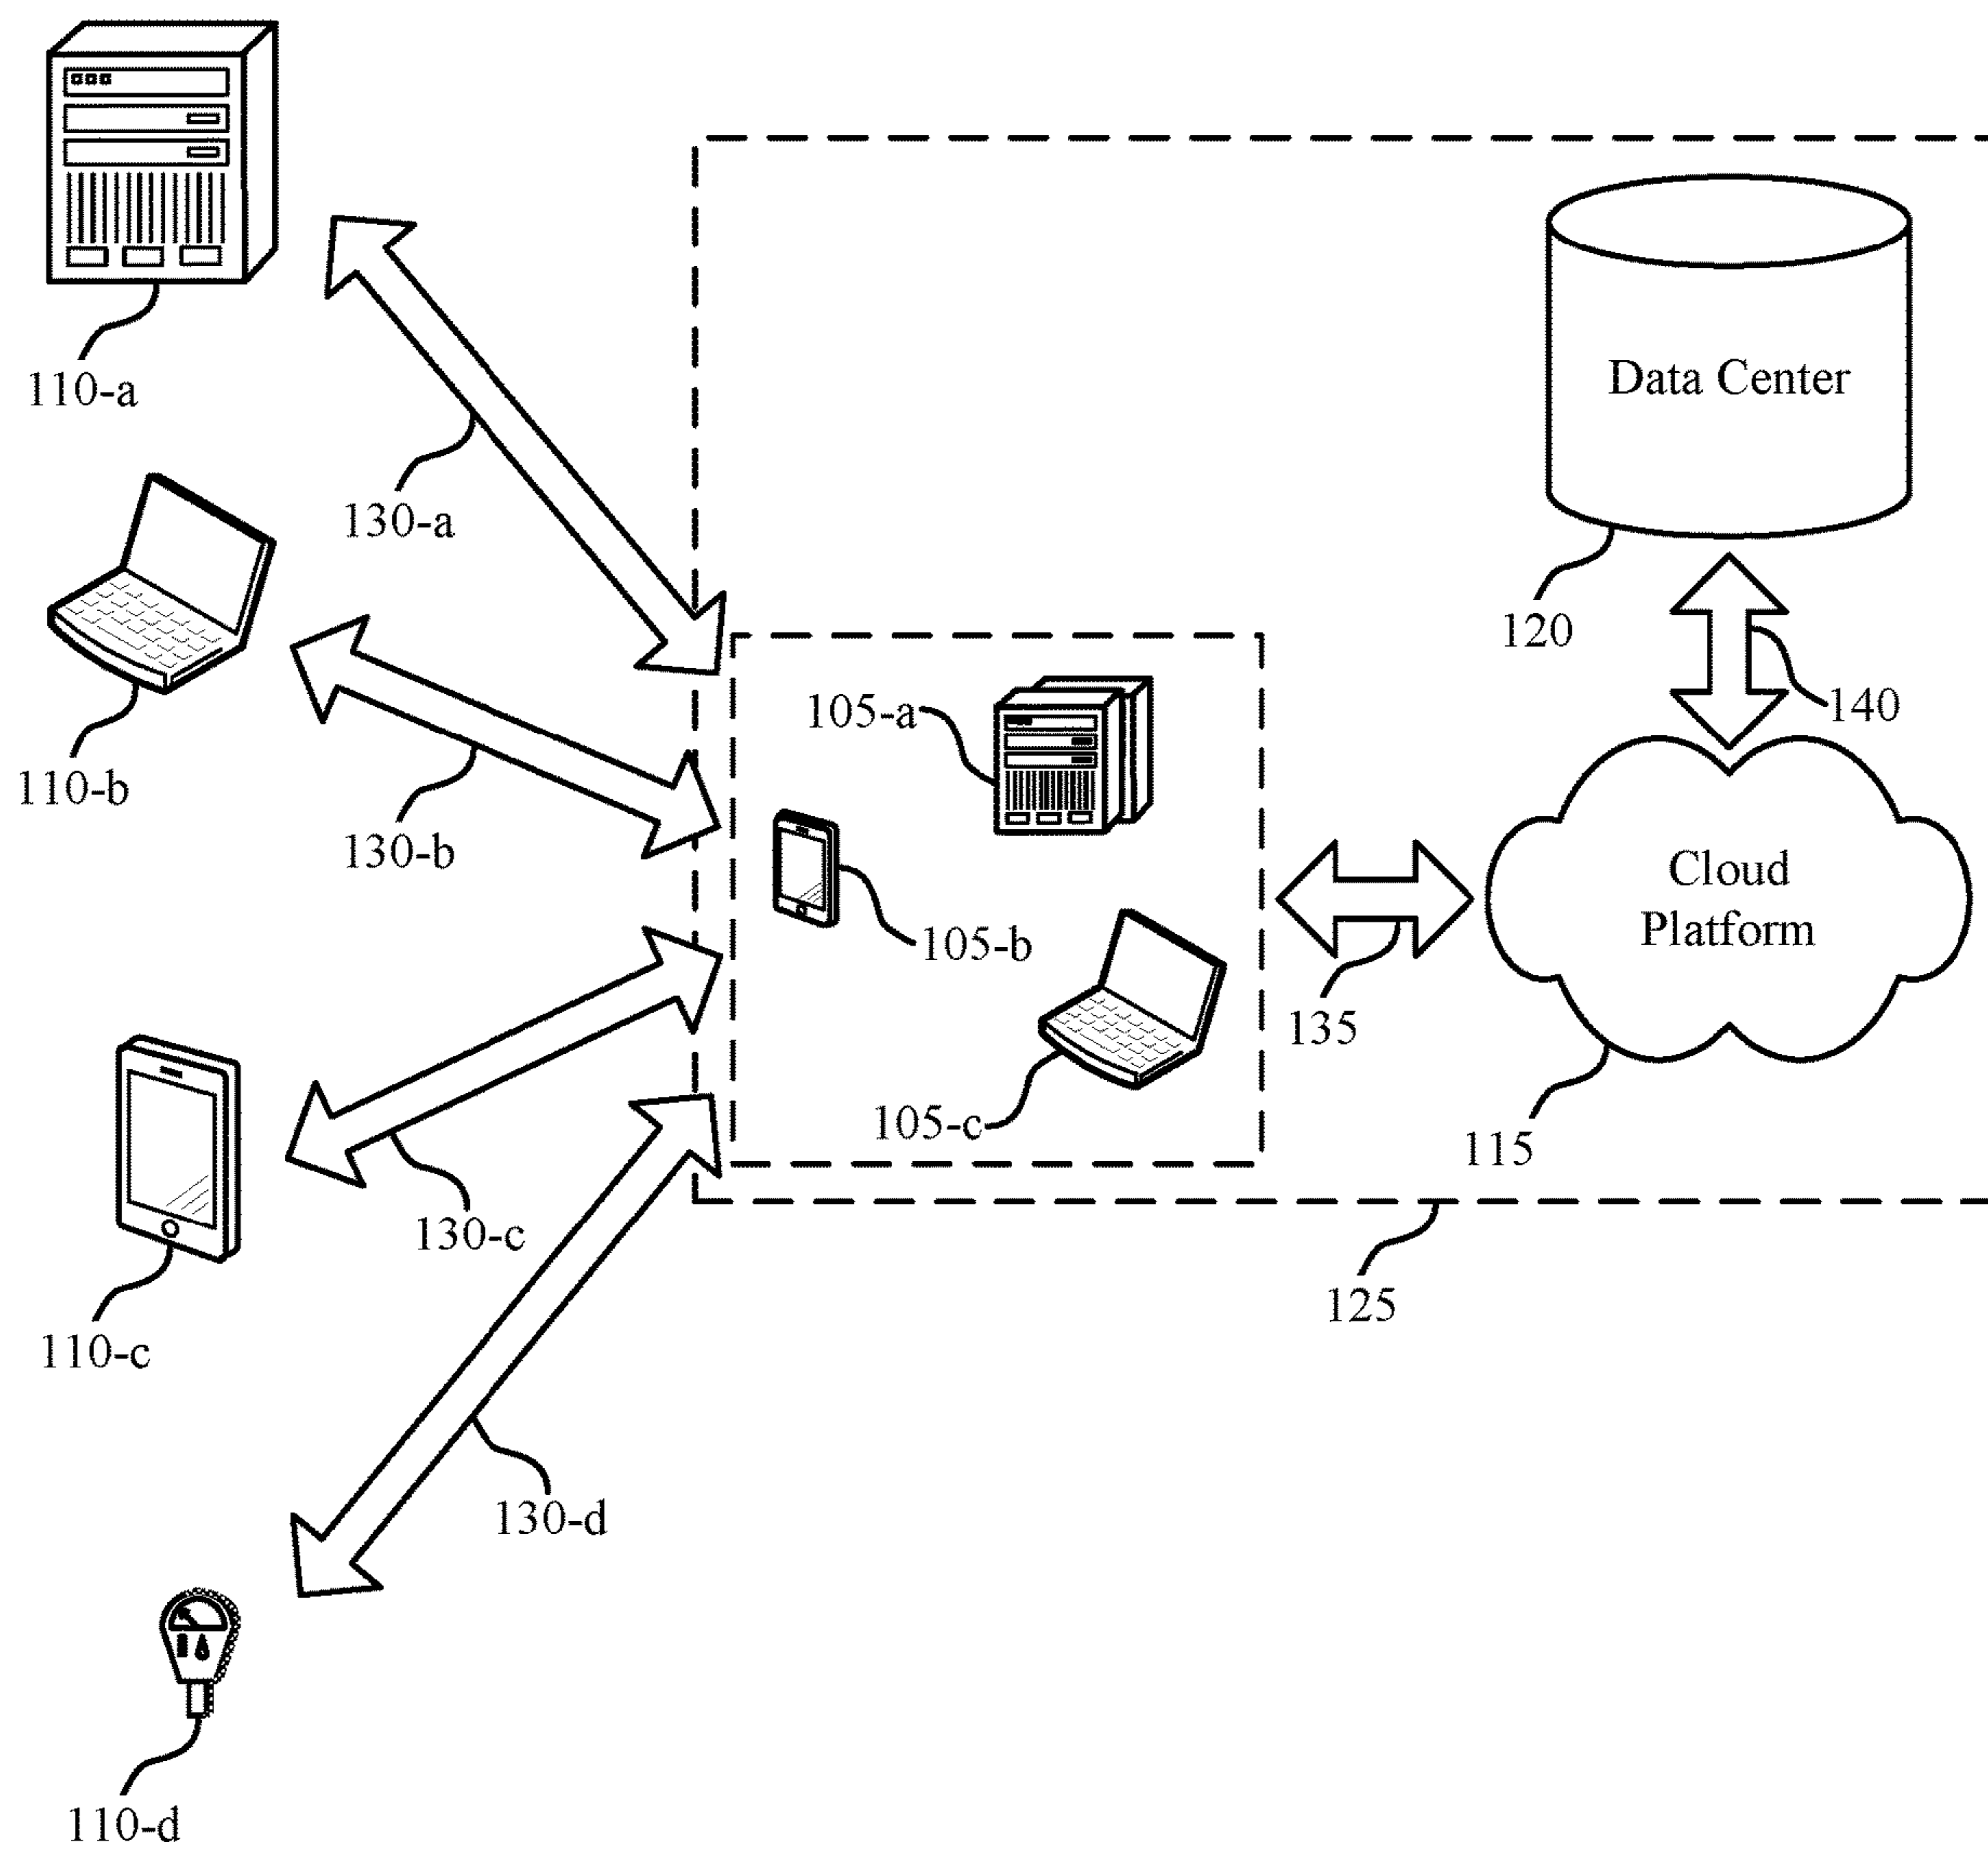 110-a
130-a
Data Center
120
140
110-b
130-b
105-a
105-b
105-c
Cloud
Platform
135
115
110-c
130-c
125
130-d
110-d